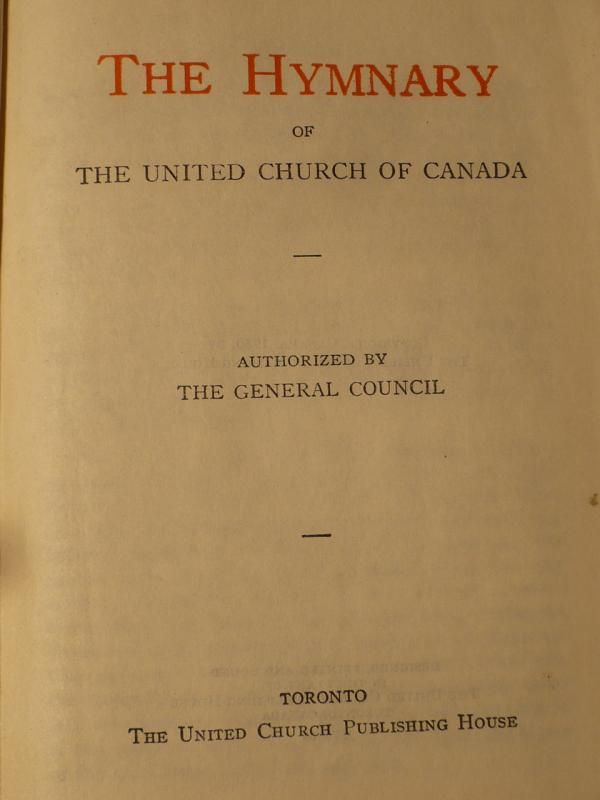 THE HYMNARY
OF
THE UNITED CHURCH OF CANADA
AUTHORIZED BY
THE GENERAL COUNCIL
TORONTO
THE UNITED CHURCH PUBLISHING HOUSE